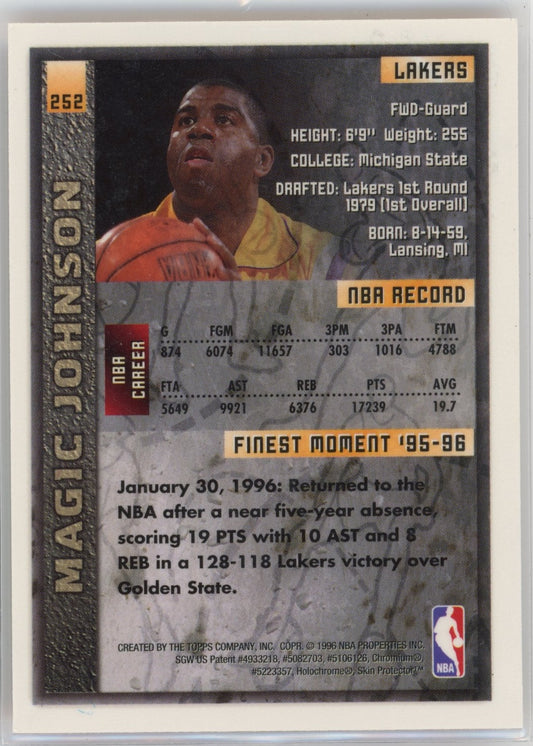 LAKERS
252
FWD-Guard
HEIGHT: 6'9" Weight: 255
COLLEGE: Michigan State
DRAFTED: Lakers 1st Round
1979 (1st Overall)
BORN: 8-14-59,
Lansing, MI
MAGIC JOHNSON
NBA RECORD
NBA
CAREER
G FGM FGA 3PM 3PA FTM
874 6074 11657 303 1016 4788
FTA AST REB PTS AVG
5649 9921 6376 17239 19.7
FINEST MOMENT '95-96
January 30, 1996: Returned to the
NBA after a near five-year absence,
scoring 19 PTS with 10 AST and 8
REB in a 128-118 Lakers victory over
Golden State.
CREATED BY THE TOPPS COMPANY, INC. COPR. © 1996 NBA PROPERTIES INC.
SGW US Patent #4933218, #5082703, #5106126, Chromium®,
#5223357, Holochrome®, Skin Protector™
NBA